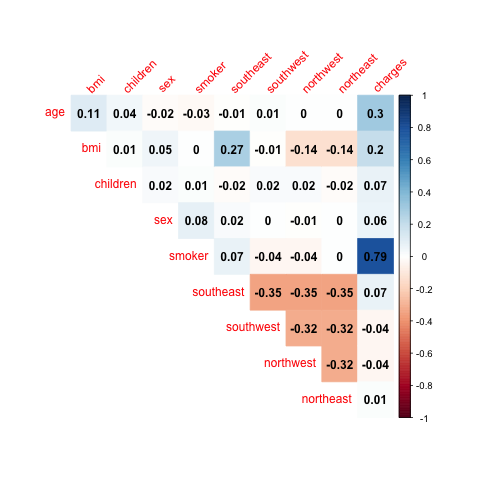 bmi children sex smoker southeast southwest northwest northeast charges
age 0.11 0.04 -0.02 -0.03 -0.01 0.01 0 0 0.3
bmi 0.01 0.05 0 0.27 -0.01 -0.14 -0.14 0.2
children 0.02 0.01 -0.02 0.02 0.02 -0.02 0.07
sex 0.08 0.02 0 -0.01 0 0.06
smoker 0.07 -0.04 -0.04 0 0.79
southeast -0.35 -0.35 -0.35 0.07
southwest -0.32 -0.32 -0.04
northwest -0.32 -0.04
northeast 0.01
1
0.8
0.6
0.4
0.2
0
-0.2
-0.4
-0.6
-0.8
-1